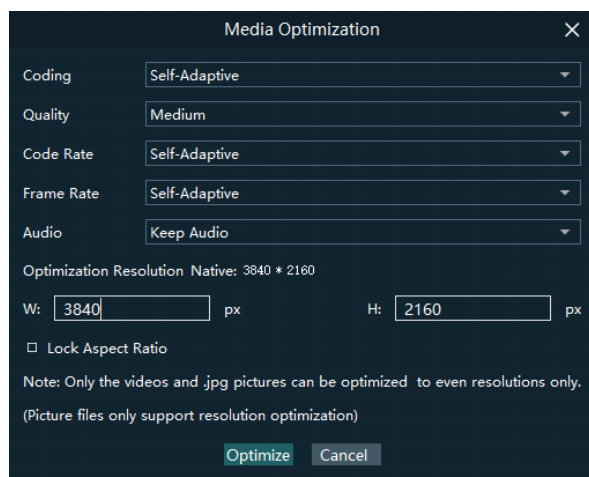 Media Optimization
Coding Self-Adaptive
Quality Medium
Code Rate Self-Adaptive
Frame Rate Self-Adaptive
Audio Keep Audio
Optimization Resolution Native: 3840 * 2160
W: 3840 px H: 2160 px
Lock Aspect Ratio
Note: Only the videos and .jpg pictures can be optimized to even resolutions only.
(Picture files only support resolution optimization)
Optimize Cancel